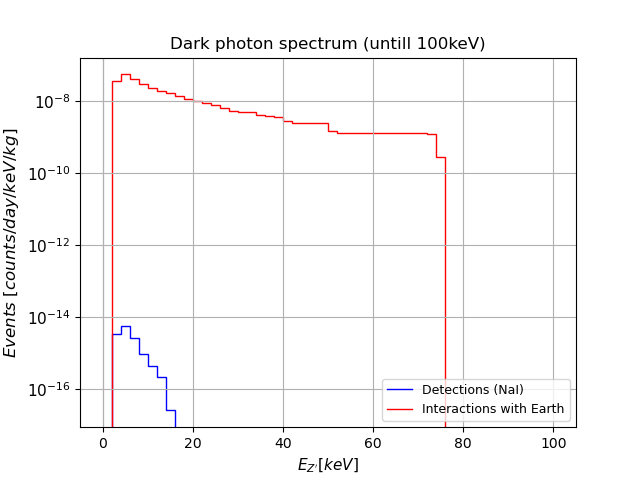 Dark photon spectrum (untill 100keV)
Events [counts/day/keV/kg]
10⁻⁸
10⁻¹⁰
10⁻¹²
10⁻¹⁴
10⁻¹⁶
Detections (NaI)
Interactions with Earth
0 20 40 60 80 100
E_{Z'}[keV]